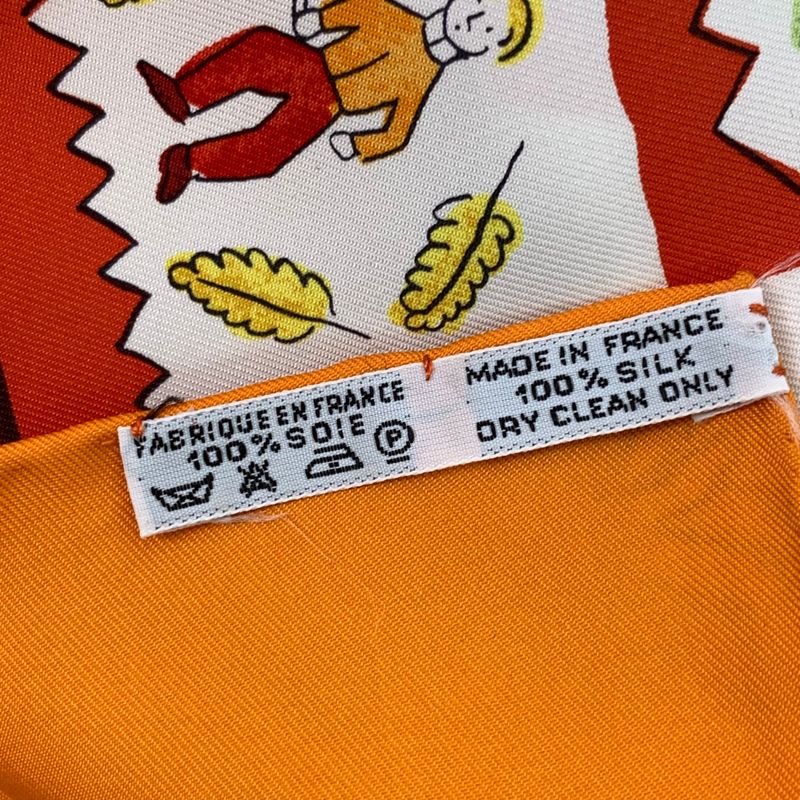 FABRIQUE EN FRANCE
100% SOIE
P
MADE IN FRANCE
100% SILK
DRY CLEAN ONLY